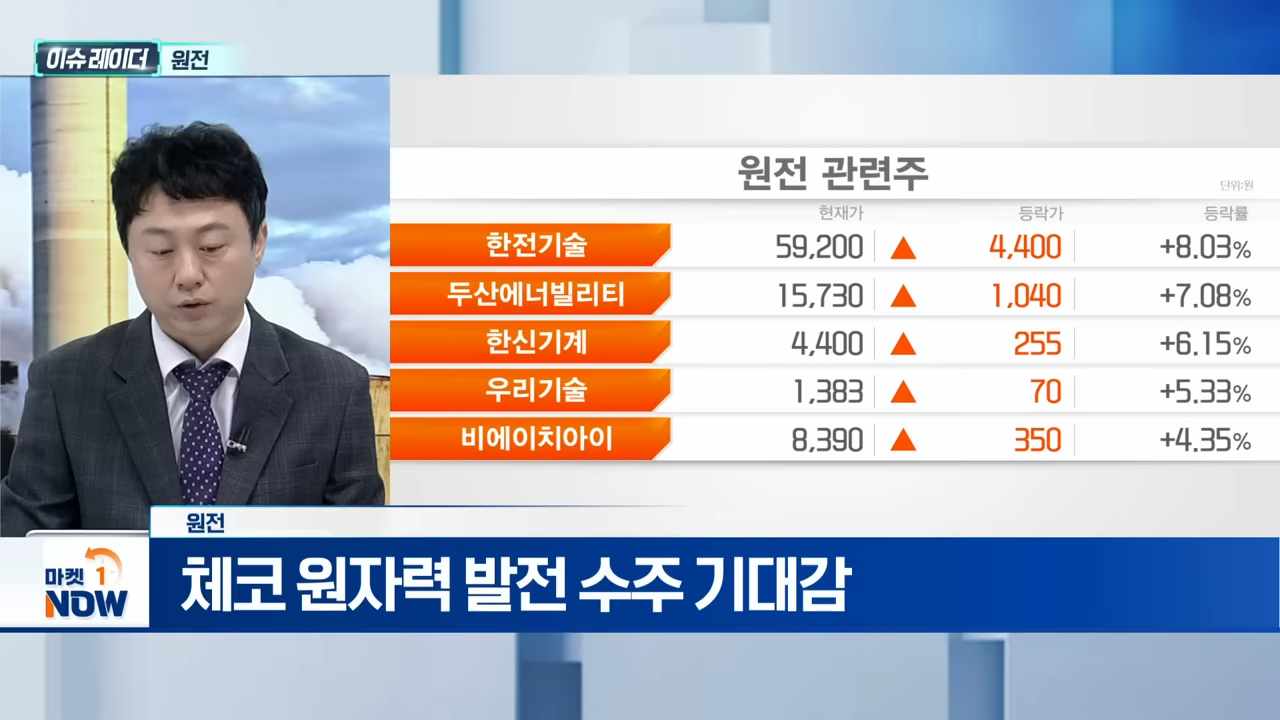 이슈 레이더 원전
원전 관련주
단위:원
현재가 등락가 등락률
한전기술 59,200 ▲ 4,400 +8.03%
두산에너빌리티 15,730 ▲ 1,040 +7.08%
한신기계 4,400 ▲ 255 +6.15%
우리기술 1,383 ▲ 70 +5.33%
비에이치아이 8,390 ▲ 350 +4.35%
원전
체코 원자력 발전 수주 기대감
마켓 1
NOW